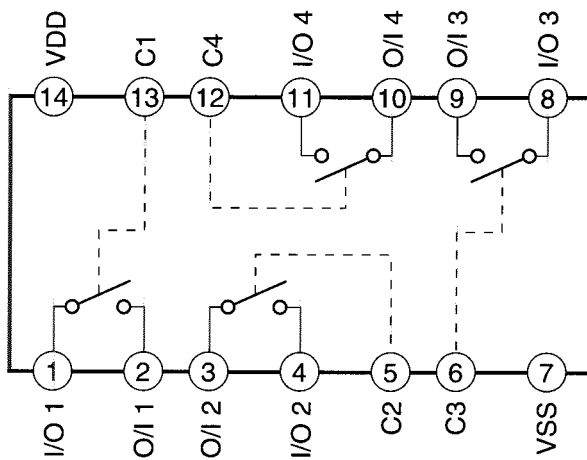 VDD C1 C4 I/O 4 O/I 4 O/I 3 I/O 3
14 13 12 11 10 9 8
1 2 3 4 5 6 7
I/O 1 O/I 1 O/I 2 I/O 2 C2 C3 VSS